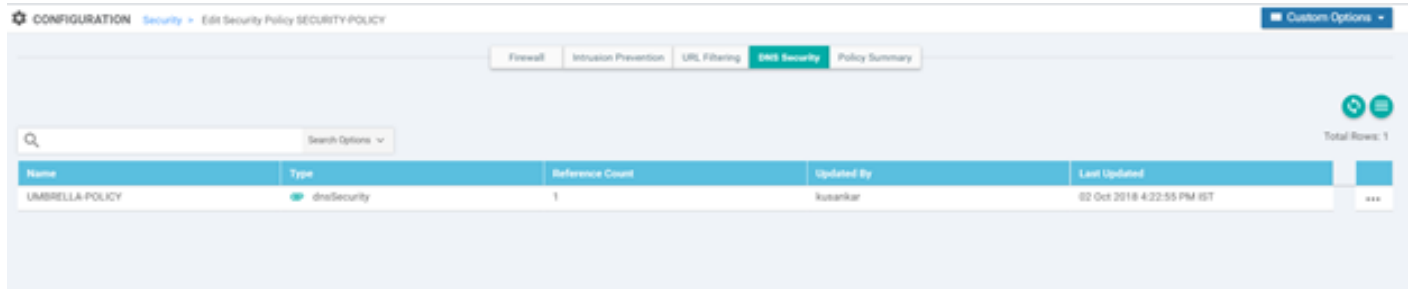 CONFIGURATION Security > Edit Security Policy SECURITY-POLICY Custom Options
Firewall Intrusion Prevention URL Filtering DNS Security Policy Summary
Search Options Total Rows: 1
Name Type Reference Count Updated By Last Updated
UMBRELLA-POLICY dnsSecurity 1 kusankar 02 Oct 2018 4:22:55 PM IST ...